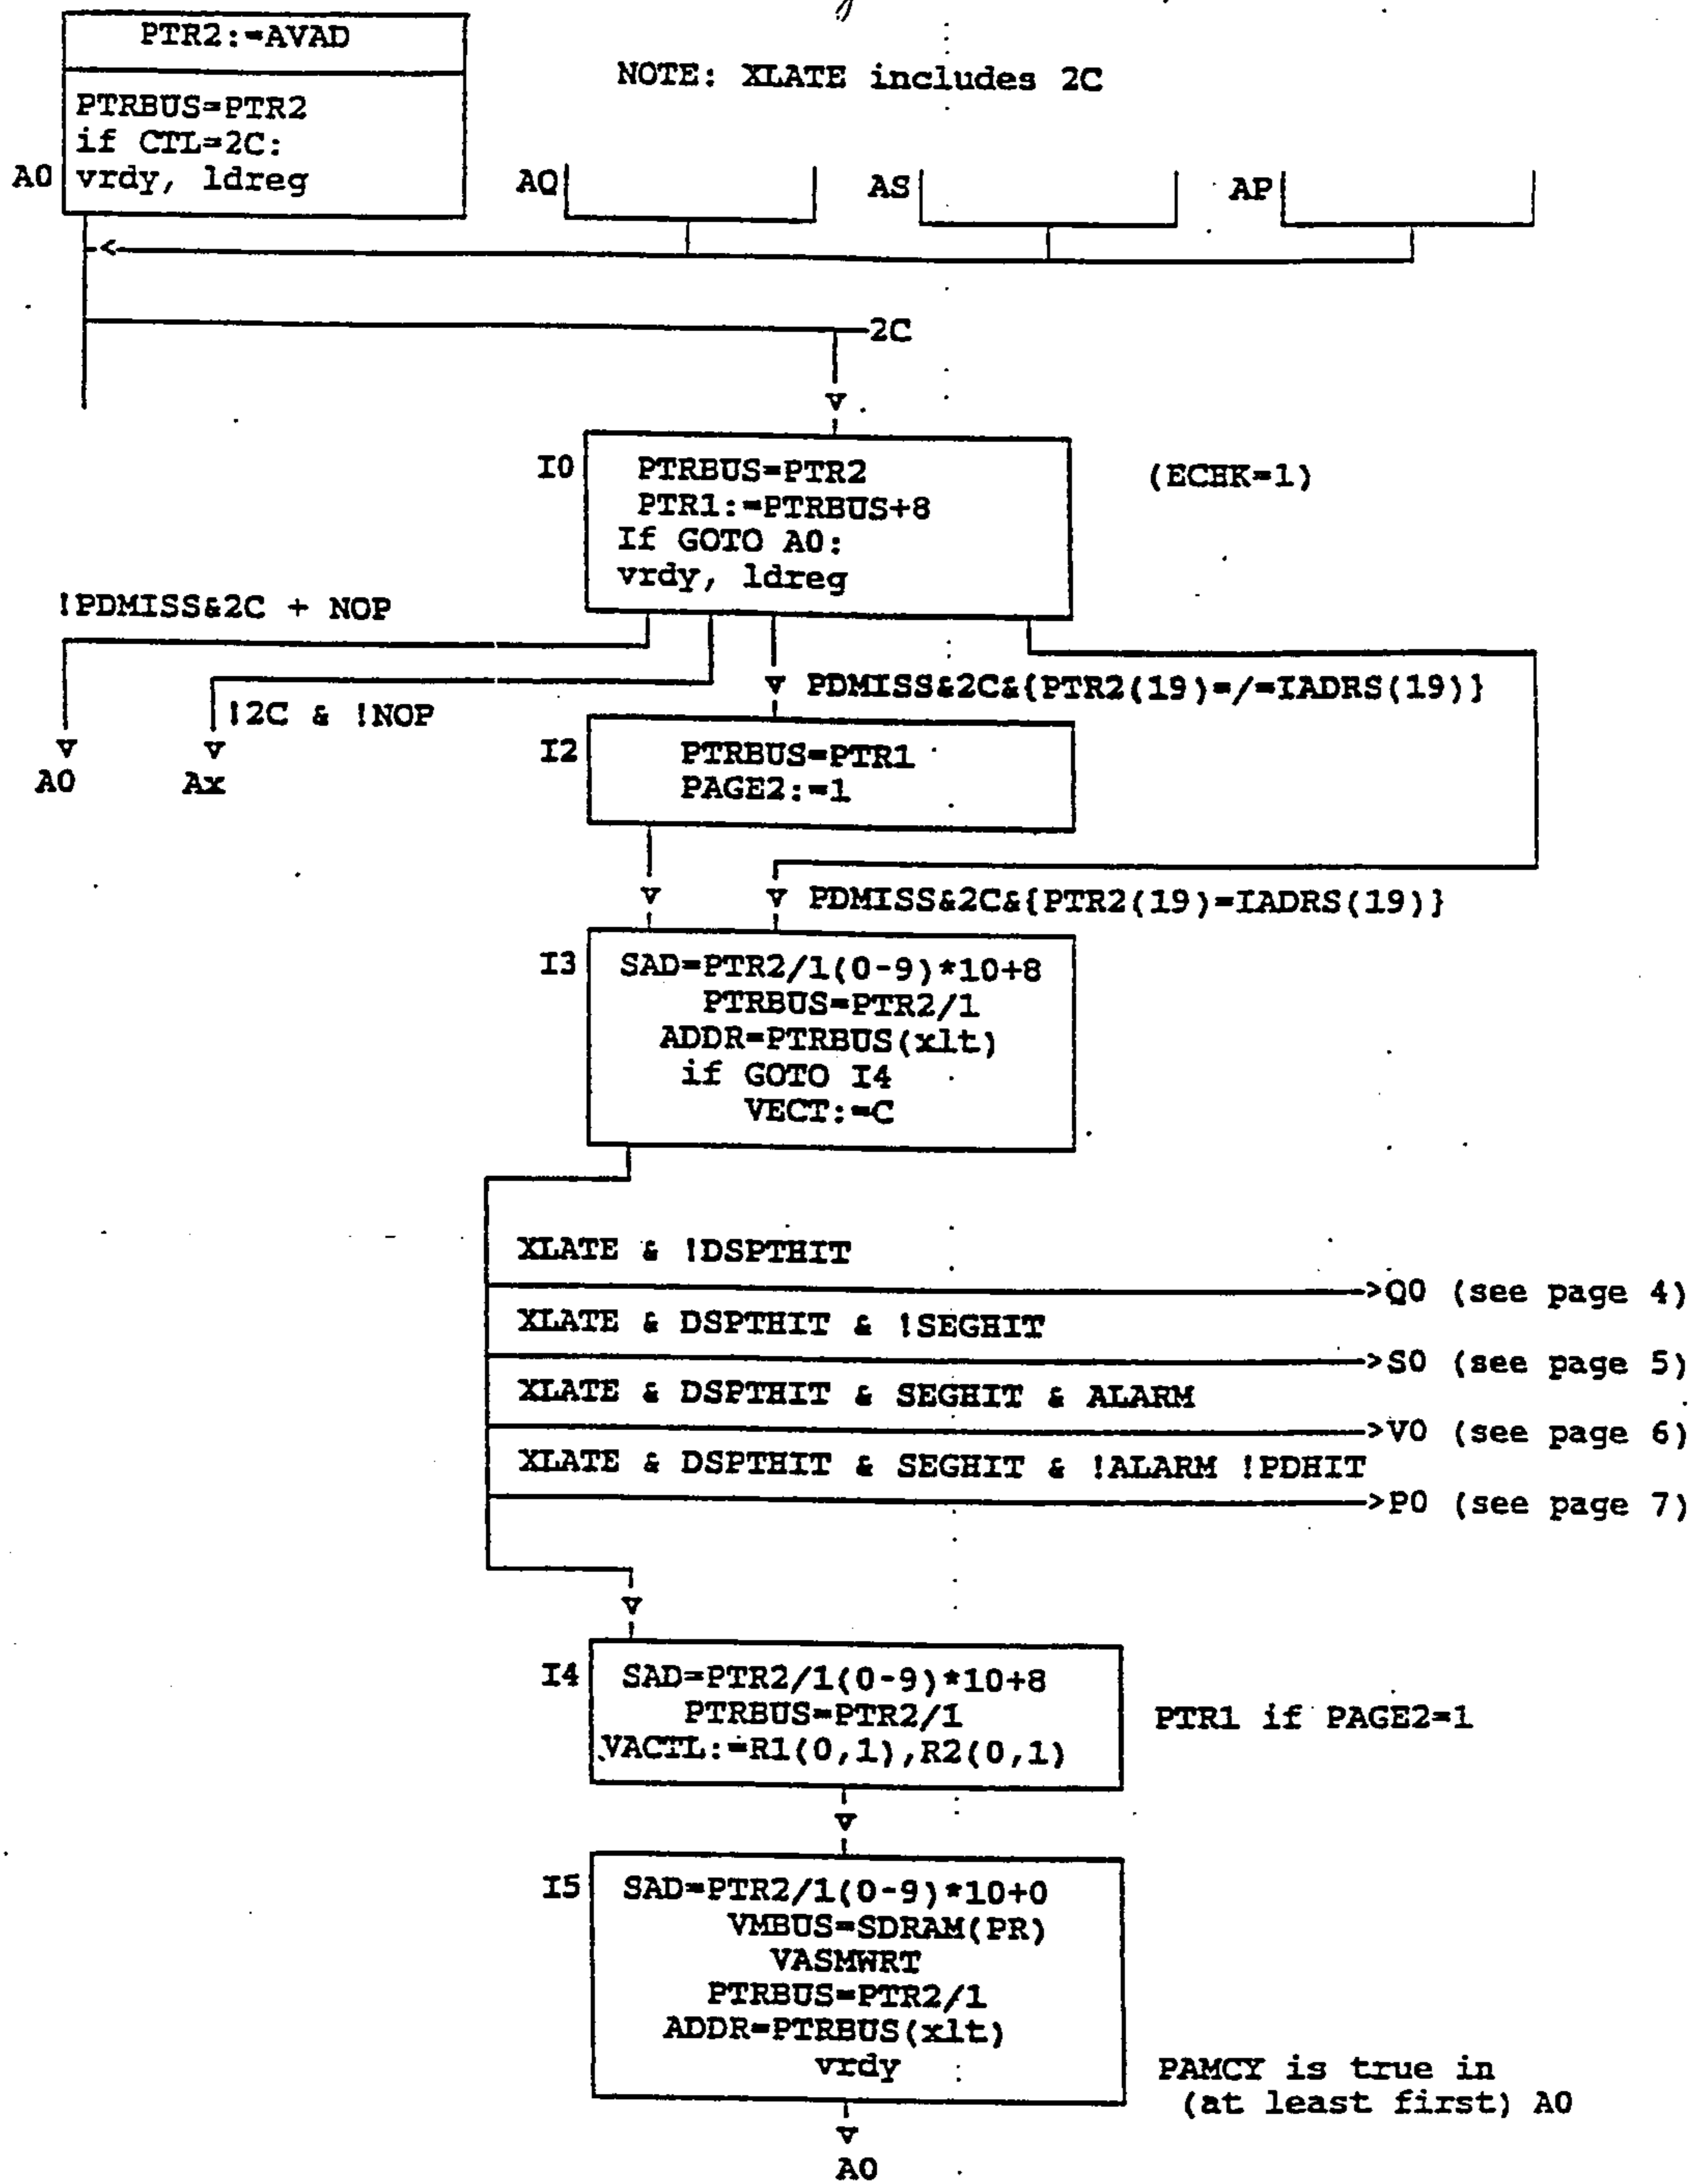 PTR2:=AVAD
NOTE: XLATE includes 2C
PTRBUS=PTR2
if CTL=2C:
A0 vrdy, ldreg
AQ
AS
AP
2C
I0 PTRBUS=PTR2
(ECHK=1)
PTR1:=PTRBUS+8
If GOTO A0:
vrdy, ldreg
!PDMISS&2C + NOP
PDMISS&2C&{PTR2(19)=/=IADRS(19)}
!2C & !NOP
A0
Ax
I2 PTRBUS=PTR1
PAGE2:=1
PDMISS&2C&{PTR2(19)=IADRS(19)}
I3 SAD=PTR2/1(0-9)*10+8
PTRBUS=PTR2/1
ADDR=PTRBUS(xlt)
if GOTO I4
VECT:=C
XLATE & !DSPTHIT
>Q0 (see page 4)
XLATE & DSPTHIT & !SEGHIT
>S0 (see page 5)
XLATE & DSPTHIT & SEGHIT & ALARM
>V0 (see page 6)
XLATE & DSPTHIT & SEGHIT & !ALARM !PDHIT
>P0 (see page 7)
I4 SAD=PTR2/1(0-9)*10+8
PTRBUS=PTR2/1
PTR1 if PAGE2=1
VACTL:=R1(0,1),R2(0,1)
I5 SAD=PTR2/1(0-9)*10+0
VMBUS=SDRAM(PR)
VASMWRT
PTRBUS=PTR2/1
ADDR=PTRBUS(xlt)
vrdy
PAMCY is true in
(at least first) A0
A0